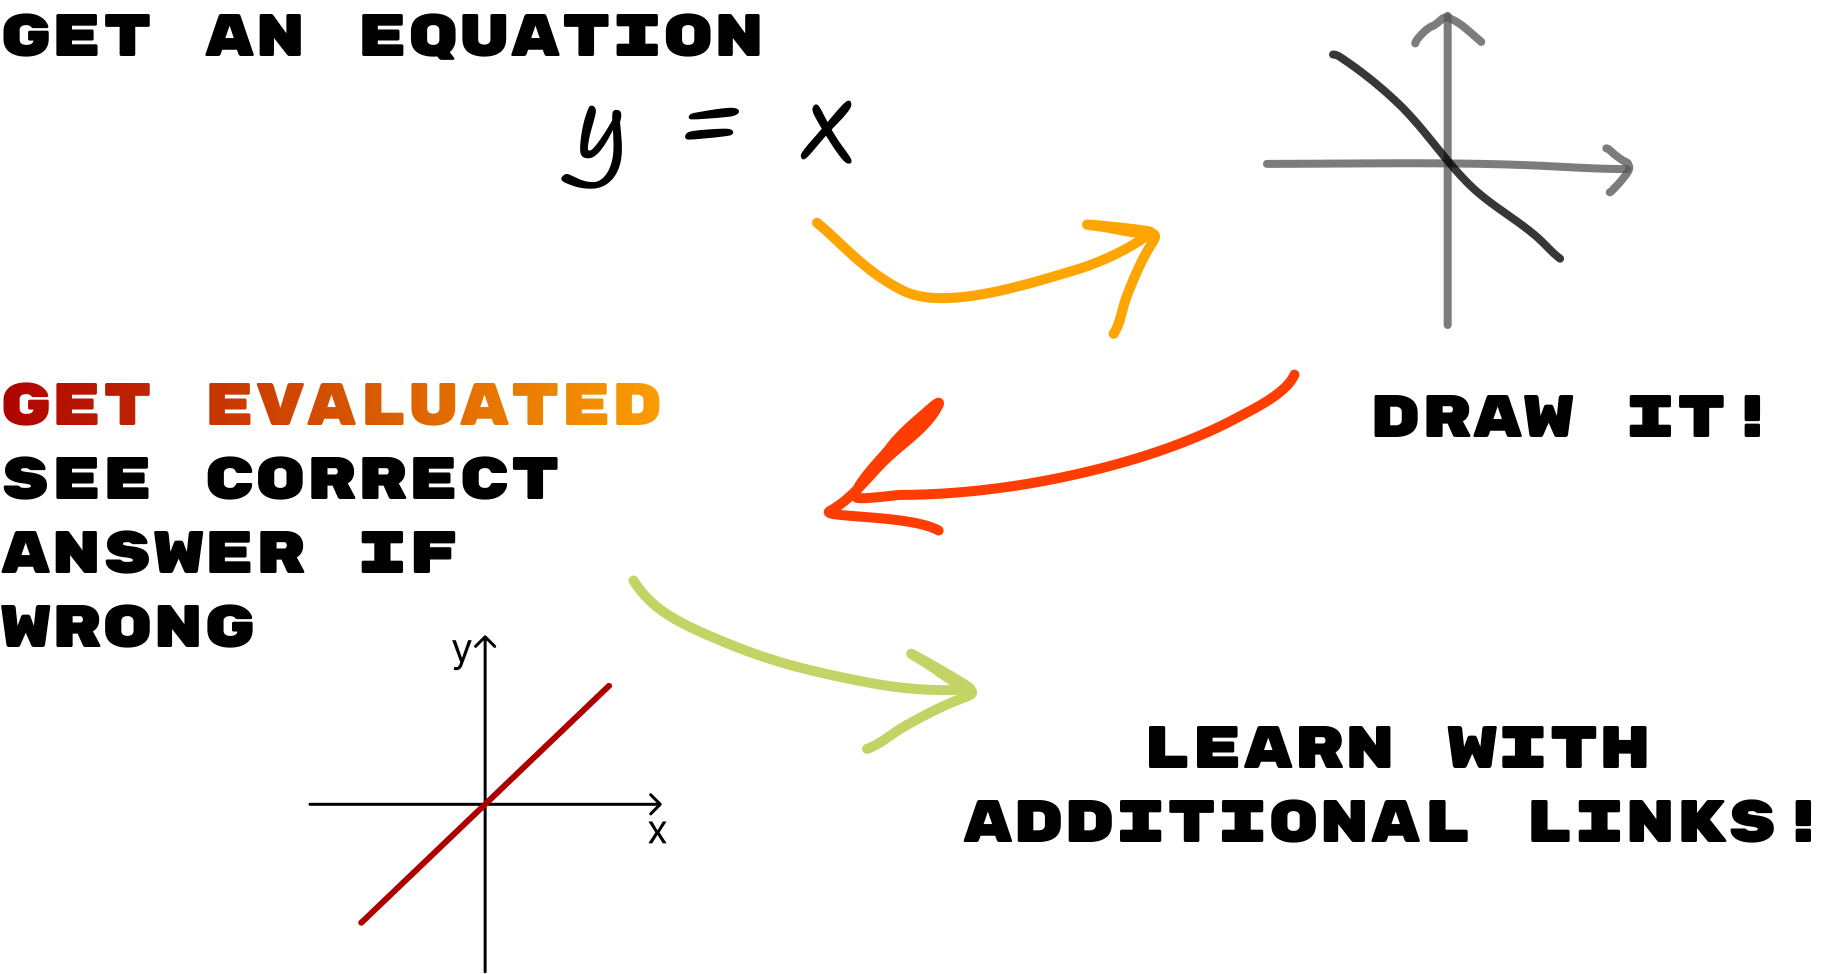 GET AN EQUATION
y = x
DRAW IT!
GET EVALUATED
SEE CORRECT
ANSWER IF
WRONG
y
x
LEARN WITH
ADDITIONAL LINKS!